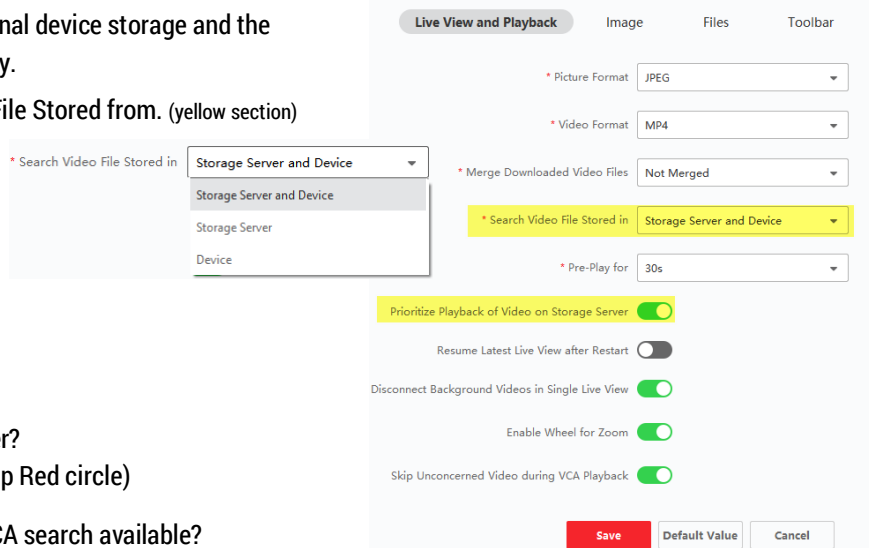 nal device storage and the
y.
File Stored from. (yellow section)
* Search Video File Stored in Storage Server and Device
Storage Server and Device
Storage Server
Device
r?
p Red circle)
CA search available?
Live View and Playback Image Files Toolbar
* Picture Format JPEG
* Video Format MP4
* Merge Downloaded Video Files Not Merged
* Search Video File Stored in Storage Server and Device
* Pre-Play for 30s
Prioritize Playback of Video on Storage Server
Resume Latest Live View after Restart
Disconnect Background Videos in Single Live View
Enable Wheel for Zoom
Skip Unconcerned Video during VCA Playback
Save Default Value Cancel